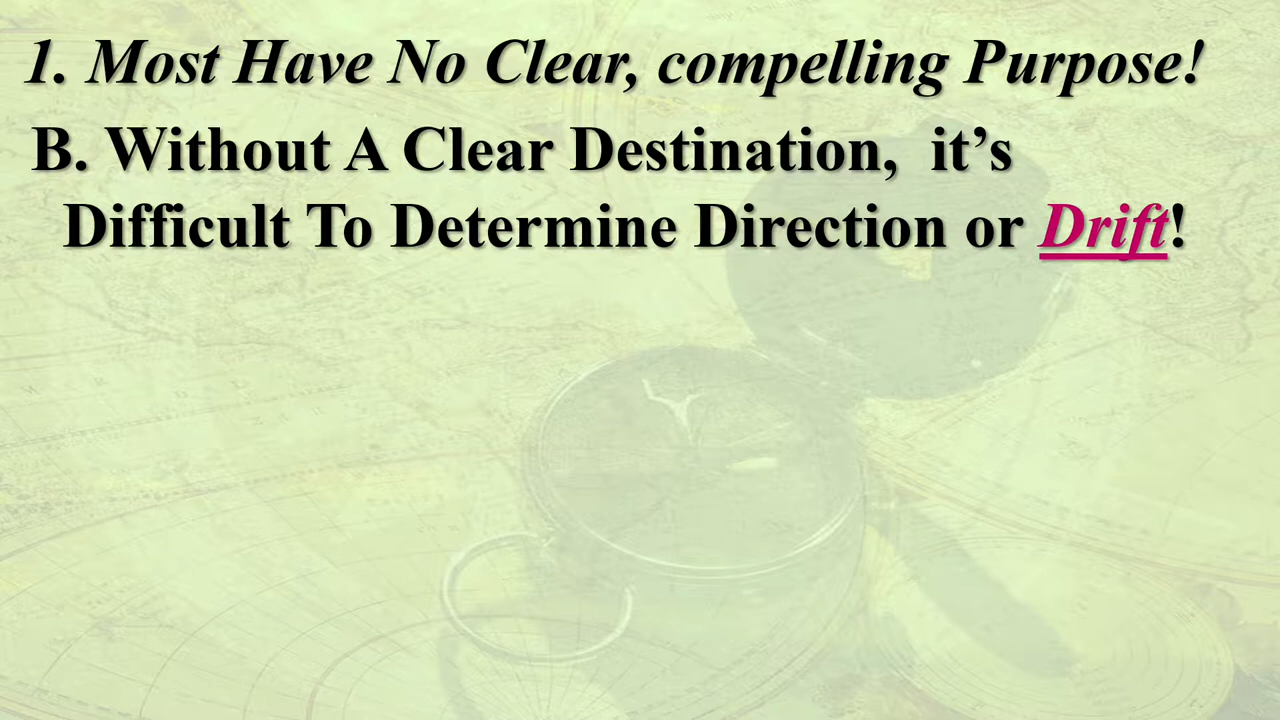 1. Most Have No Clear, compelling Purpose!
B. Without A Clear Destination,  it’s
Difficult To Determine Direction or Drift!